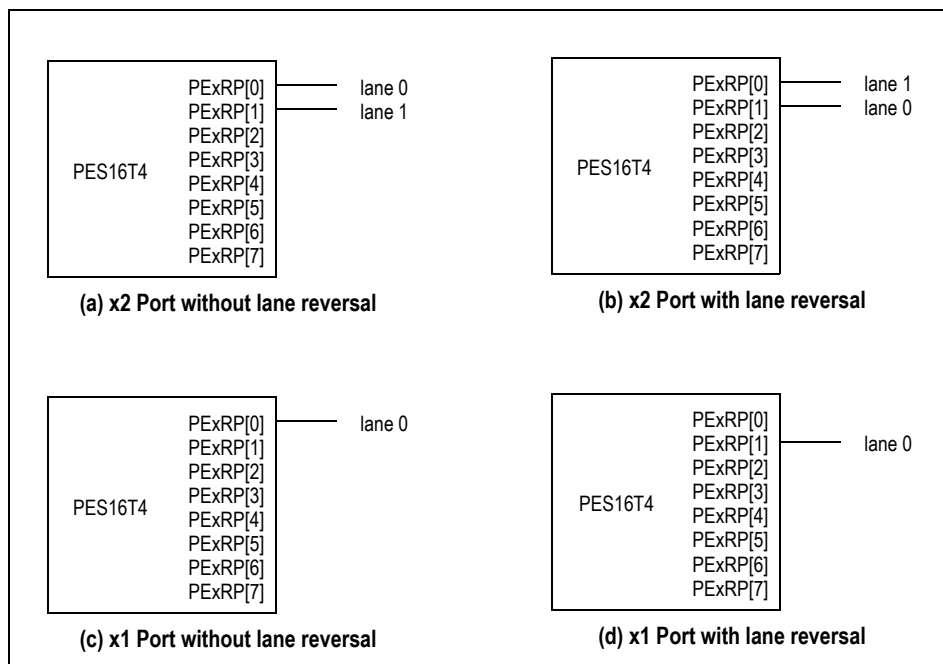 PES16T4
PExRP[0]
PExRP[1]
PExRP[2]
PExRP[3]
PExRP[4]
PExRP[5]
PExRP[6]
PExRP[7]
lane 0
lane 1
(a) x2 Port without lane reversal
PES16T4
PExRP[0]
PExRP[1]
PExRP[2]
PExRP[3]
PExRP[4]
PExRP[5]
PExRP[6]
PExRP[7]
lane 1
lane 0
(b) x2 Port with lane reversal
PES16T4
PExRP[0]
PExRP[1]
PExRP[2]
PExRP[3]
PExRP[4]
PExRP[5]
PExRP[6]
PExRP[7]
lane 0
(c) x1 Port without lane reversal
PES16T4
PExRP[0]
PExRP[1]
PExRP[2]
PExRP[3]
PExRP[4]
PExRP[5]
PExRP[6]
PExRP[7]
lane 0
(d) x1 Port with lane reversal